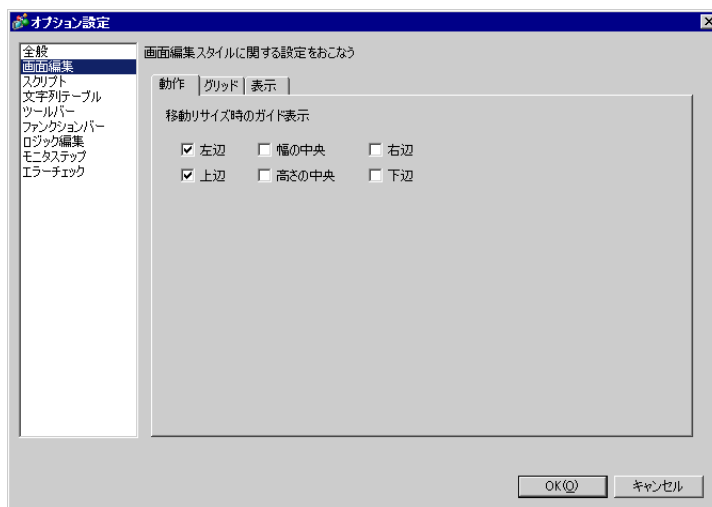 オプション設定
全般
画面編集
スクリプト
文字列テーブル
ツールバー
ファンクションバー
ロジック編集
モニタステップ
エラーチェック
画面編集スタイルに関する設定をおこなう
動作 グリッド 表示
移動リサイズ時のガイド表示
左辺 幅の中央 右辺
上辺 高さの中央 下辺
OK(O) キャンセル